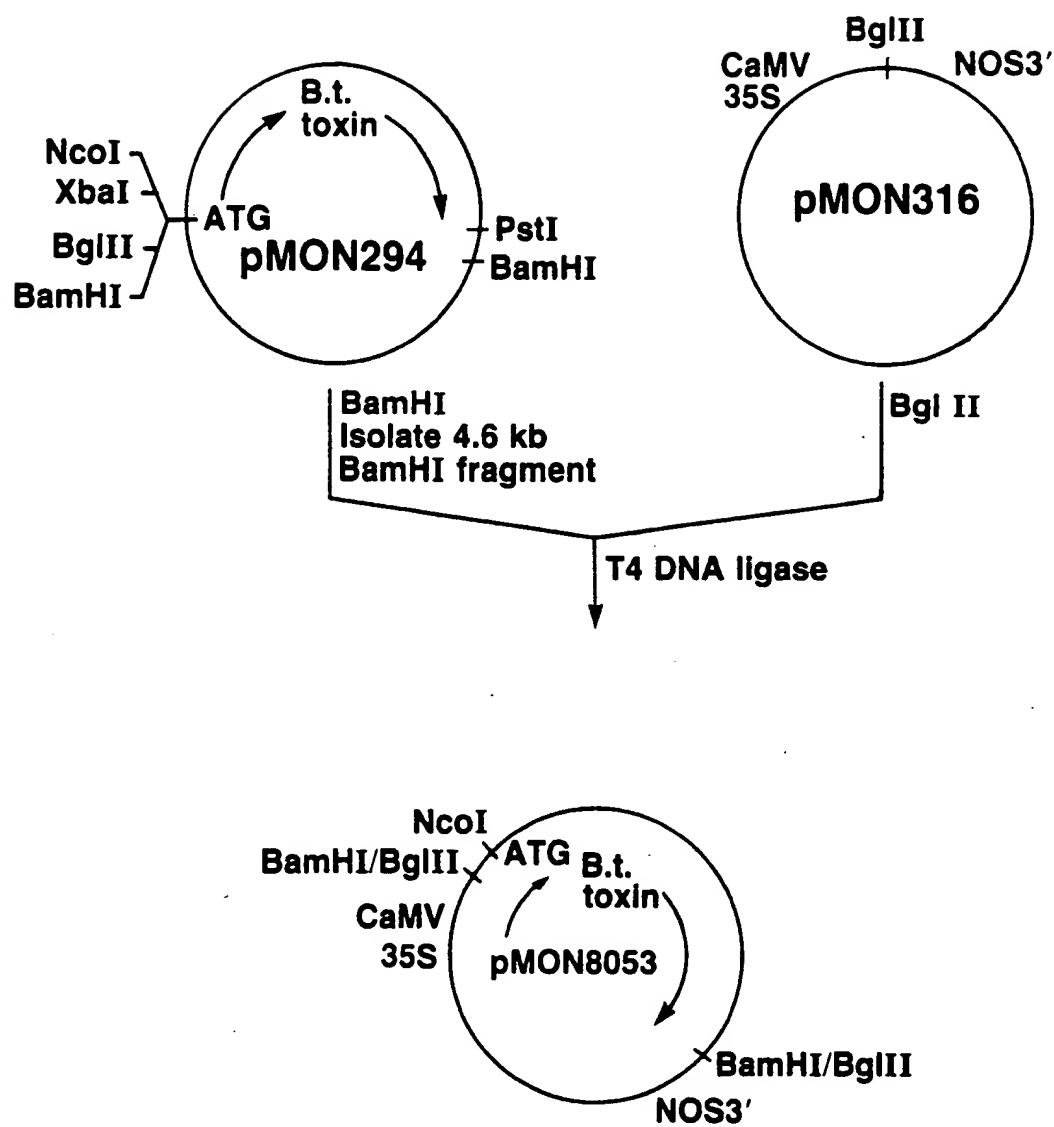 B.t.
toxin
NcoI
XbaI
BglII
BamHI
ATG
pMON294
PstI
BamHI
BglII
CaMV
35S
NOS3′
pMON316
BamHI
Isolate 4.6 kb
BamHI fragment
Bgl II
T4 DNA ligase
NcoI
BamHI/BglII
ATG
B.t.
toxin
CaMV
35S
pMON8053
BamHI/BglII
NOS3′